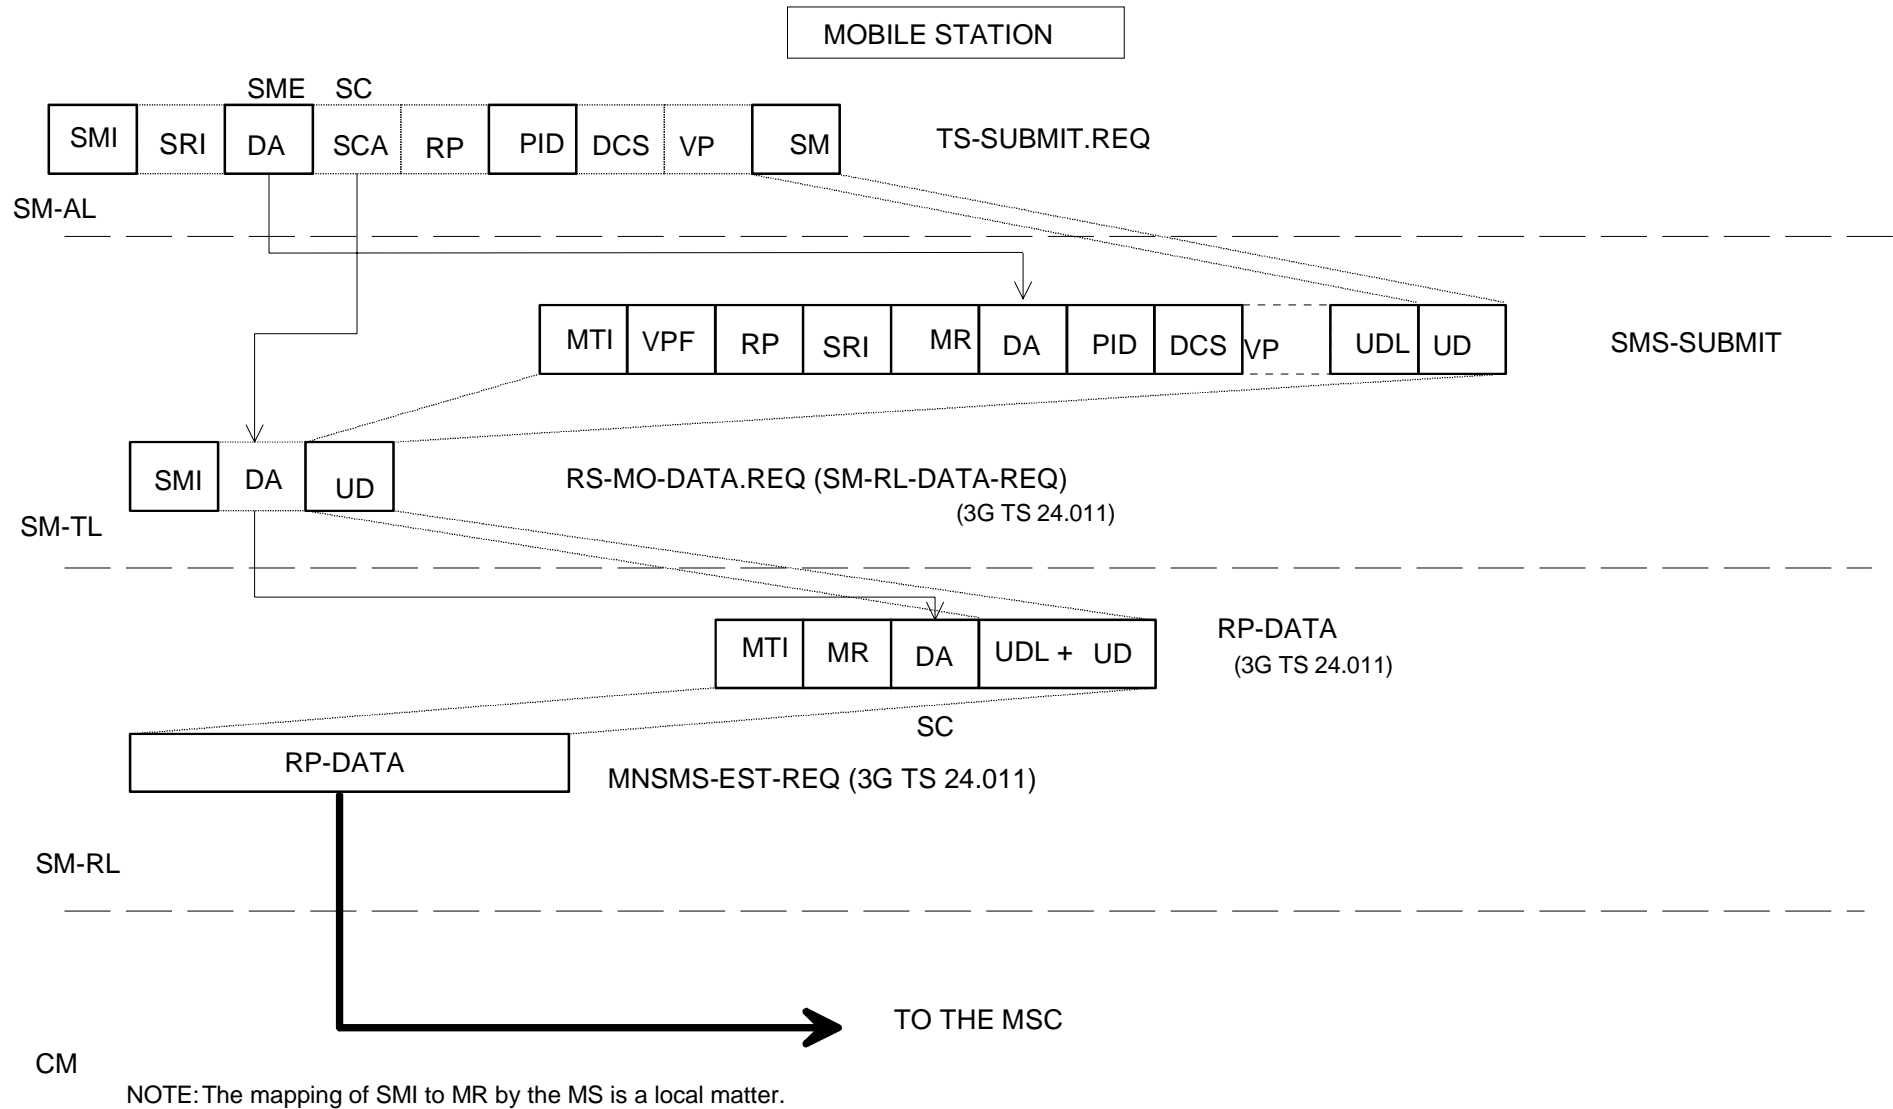 MOBILE STATION
SME SC
SMI SRI DA SCA RP PID DCS VP SM TS-SUBMIT.REQ
SM-AL
MTI VPF RP SRI MR DA PID DCS VP UDL UD SMS-SUBMIT
SMI DA UD RS-MO-DATA.REQ (SM-RL-DATA-REQ)
(3G TS 24.011)
SM-TL
MTI MR DA UDL + UD RP-DATA
(3G TS 24.011)
SC
RP-DATA MNSMS-EST-REQ (3G TS 24.011)
SM-RL
TO THE MSC
CM
NOTE: The mapping of SMI to MR by the MS is a local matter.